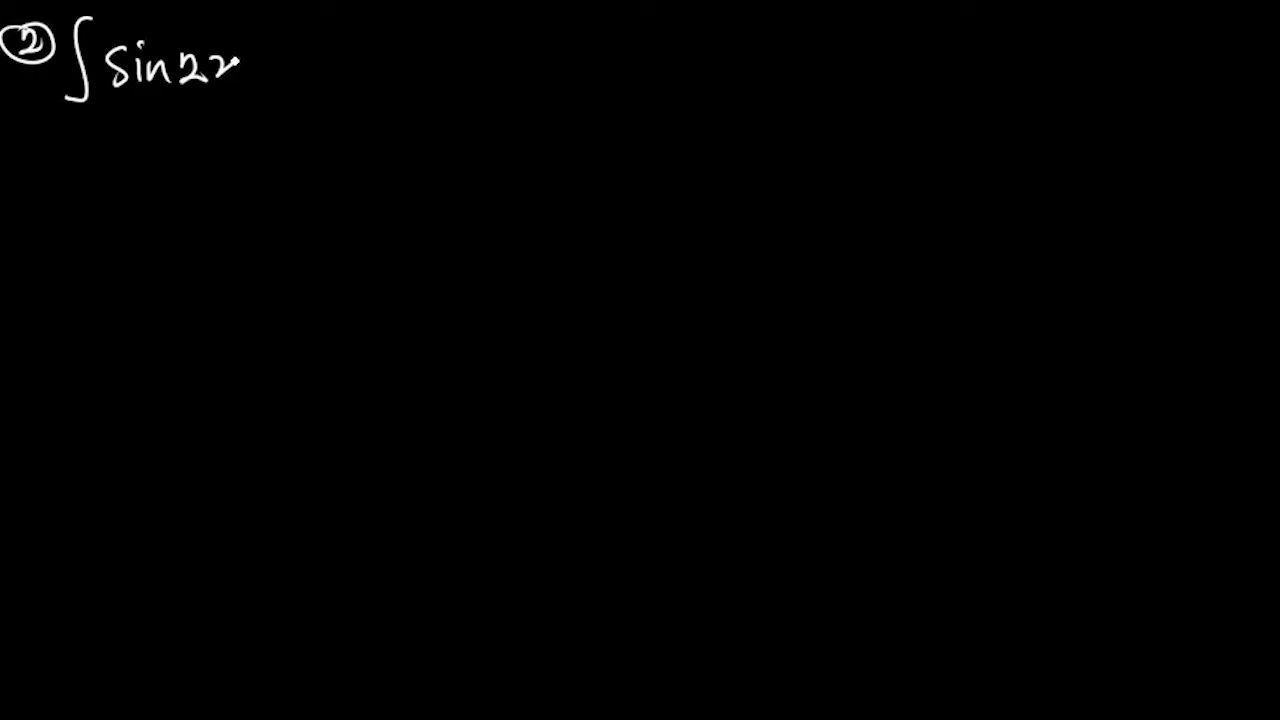 ② ∫ sin2x